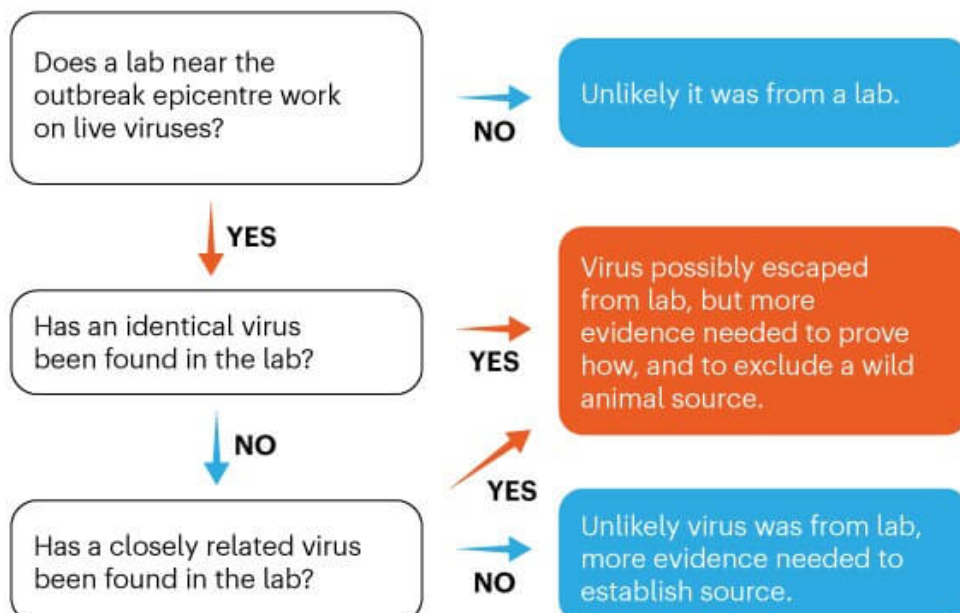 Does a lab near the
outbreak epicentre work
on live viruses?
NO
Unlikely it was from a lab.
YES
Has an identical virus
been found in the lab?
YES
Virus possibly escaped
from lab, but more
evidence needed to prove
how, and to exclude a wild
animal source.
NO
Has a closely related virus
been found in the lab?
YES
NO
Unlikely virus was from lab,
more evidence needed to
establish source.